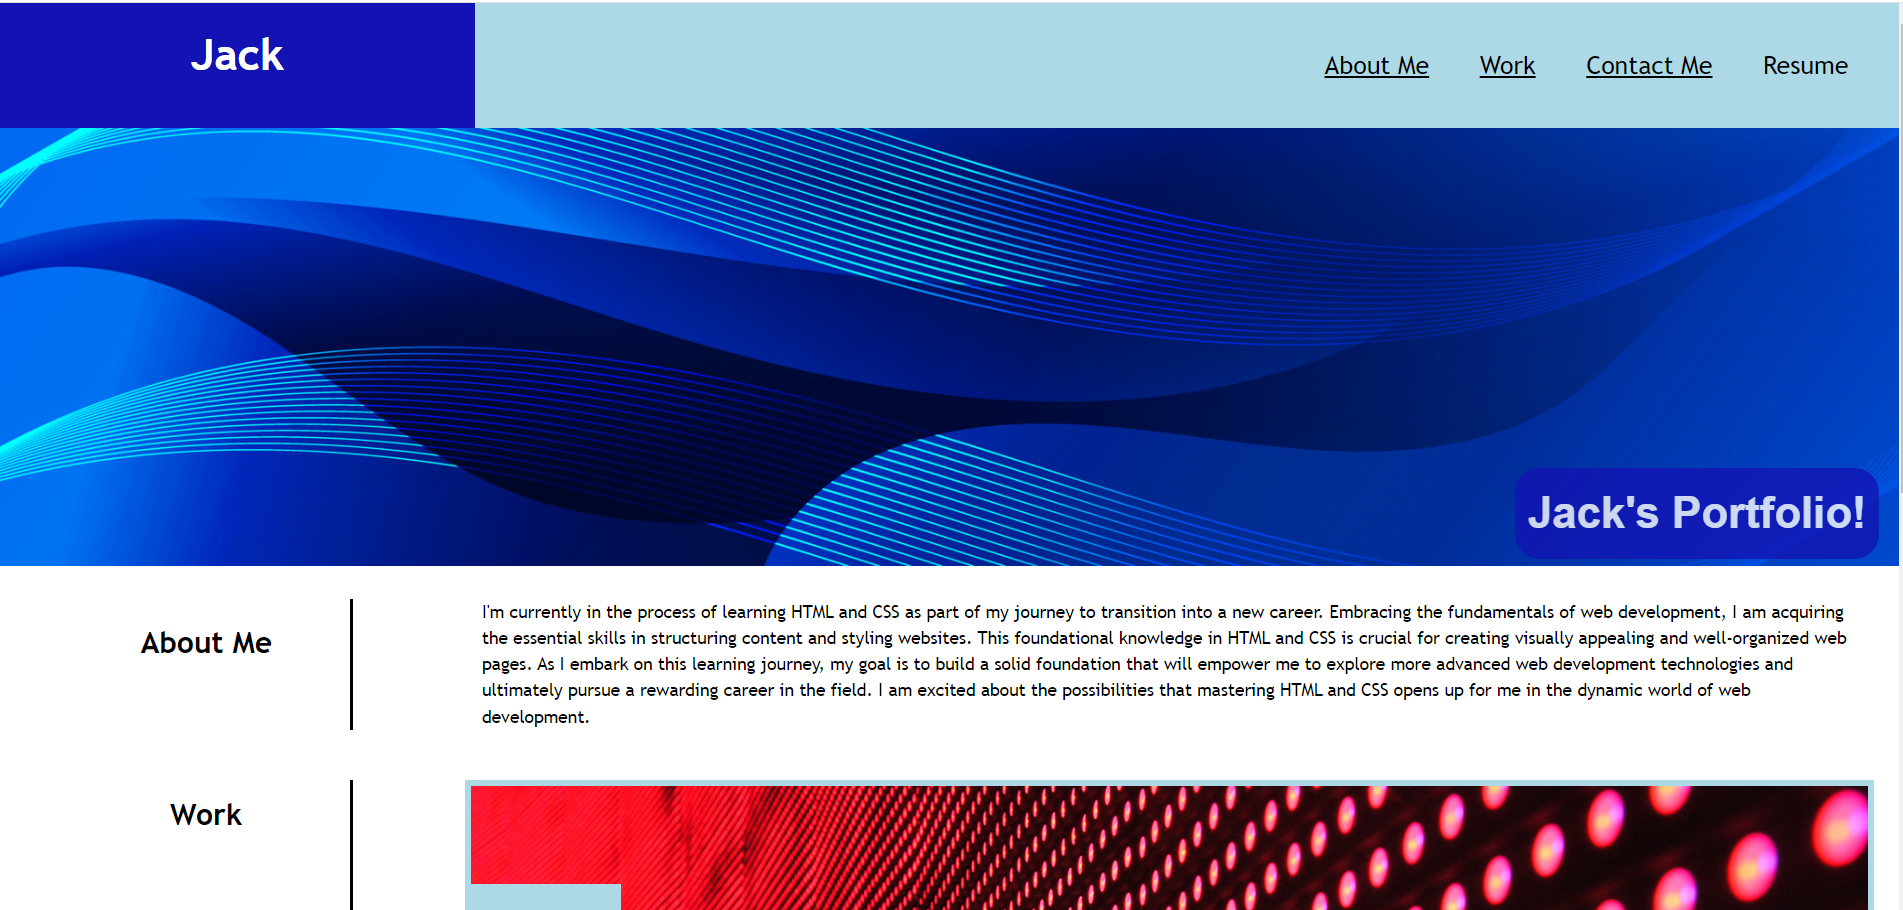 Jack
About Me Work Contact Me Resume
Jack's Portfolio!
About Me
I'm currently in the process of learning HTML and CSS as part of my journey to transition into a new career. Embracing the fundamentals of web development, I am acquiring
the essential skills in structuring content and styling websites. This foundational knowledge in HTML and CSS is crucial for creating visually appealing and well-organized web
pages. As I embark on this learning journey, my goal is to build a solid foundation that will empower me to explore more advanced web development technologies and
ultimately pursue a rewarding career in the field. I am excited about the possibilities that mastering HTML and CSS opens up for me in the dynamic world of web
development.
Work